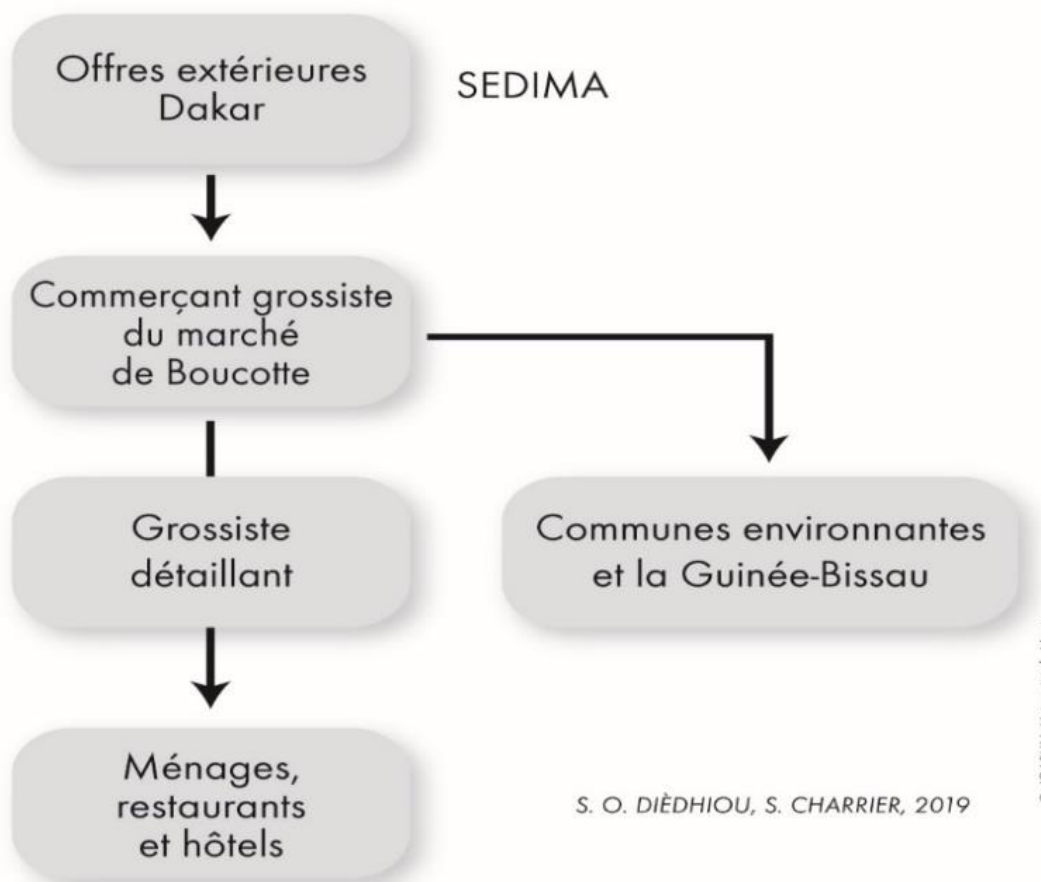 Offres extérieures
Dakar
SEDIMA
Commerçant grossiste
du marché
de Boucotte
Grossiste
détaillant
Communes environnantes
et la Guinée-Bissau
Ménages,
restaurants
et hôtels
S. O. DIÈDHIOU, S. CHARRIER, 2019